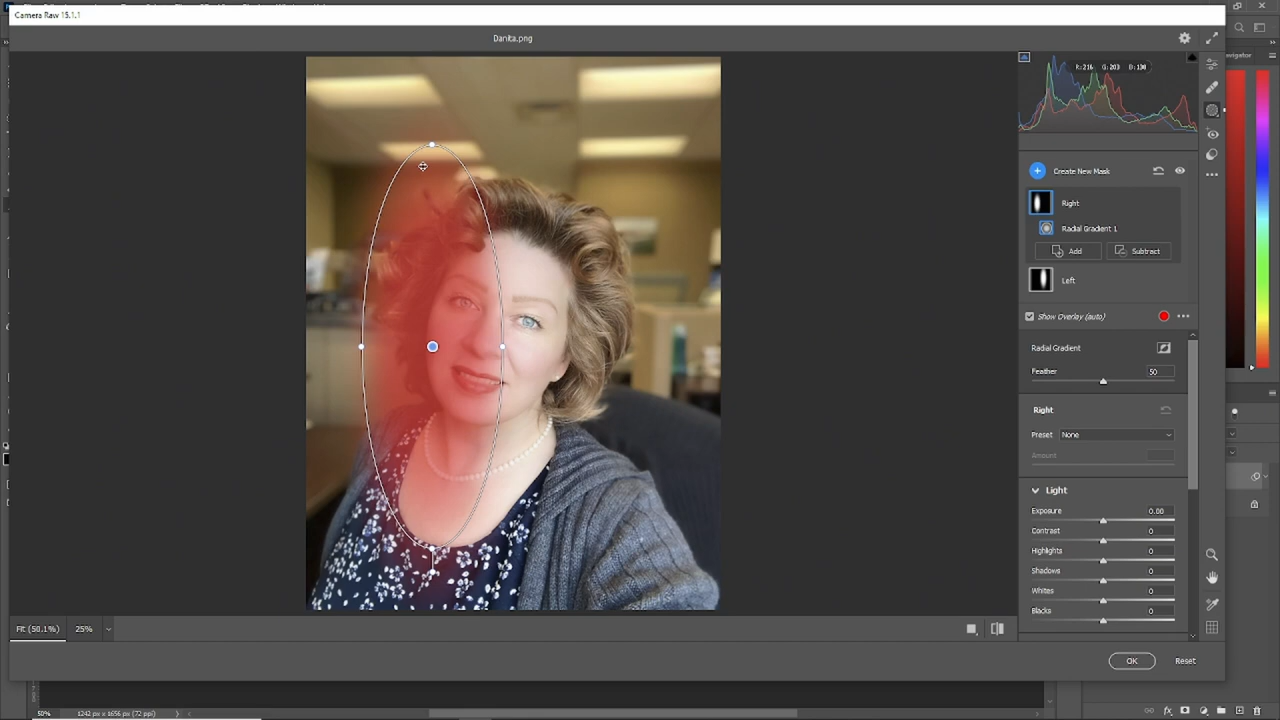 Camera Raw 15.1.1
Danita.png
R:216 G:203 B:138
Create New Mask
Right
Radial Gradient 1
Add Subtract
Left
Show Overlay (auto)
Radial Gradient
Feather 50
Right
Preset None
Amount
Light
Exposure 0.00
Contrast 0
Highlights 0
Shadows 0
Whites 0
Blacks 0
Fit (50.1%) 25%
OK Reset
50% 1242 px x 1656 px (72 ppi)